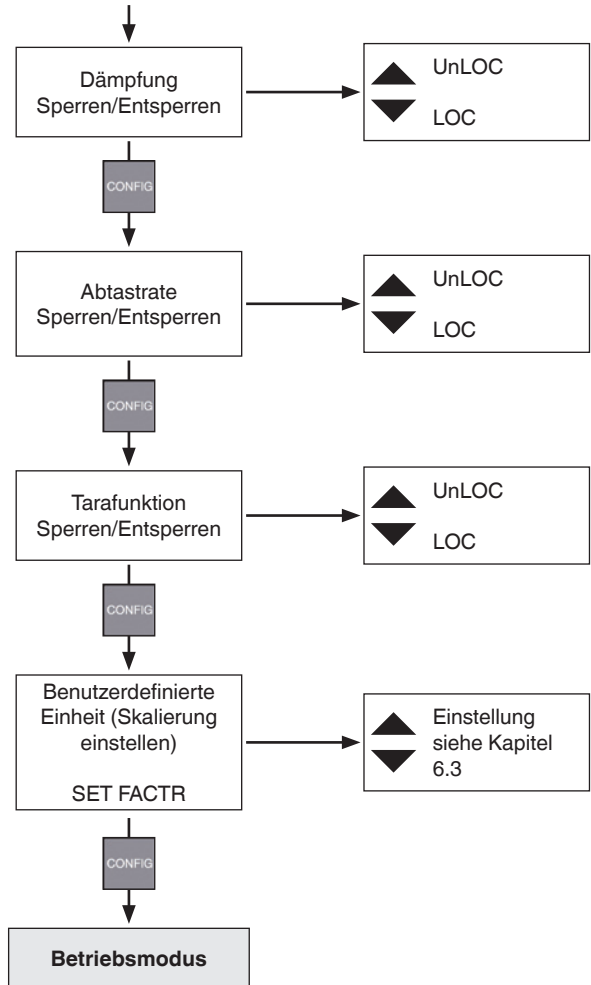 Dämpfung
Sperren/Entsperren
UnLOC
LOC
CONFIG
Abtastrate
Sperren/Entsperren
UnLOC
LOC
CONFIG
Tarafunktion
Sperren/Entsperren
UnLOC
LOC
CONFIG
Benutzerdefinierte
Einheit (Skalierung
einstellen)
SET FACTR
Einstellung
siehe Kapitel
6.3
CONFIG
Betriebsmodus